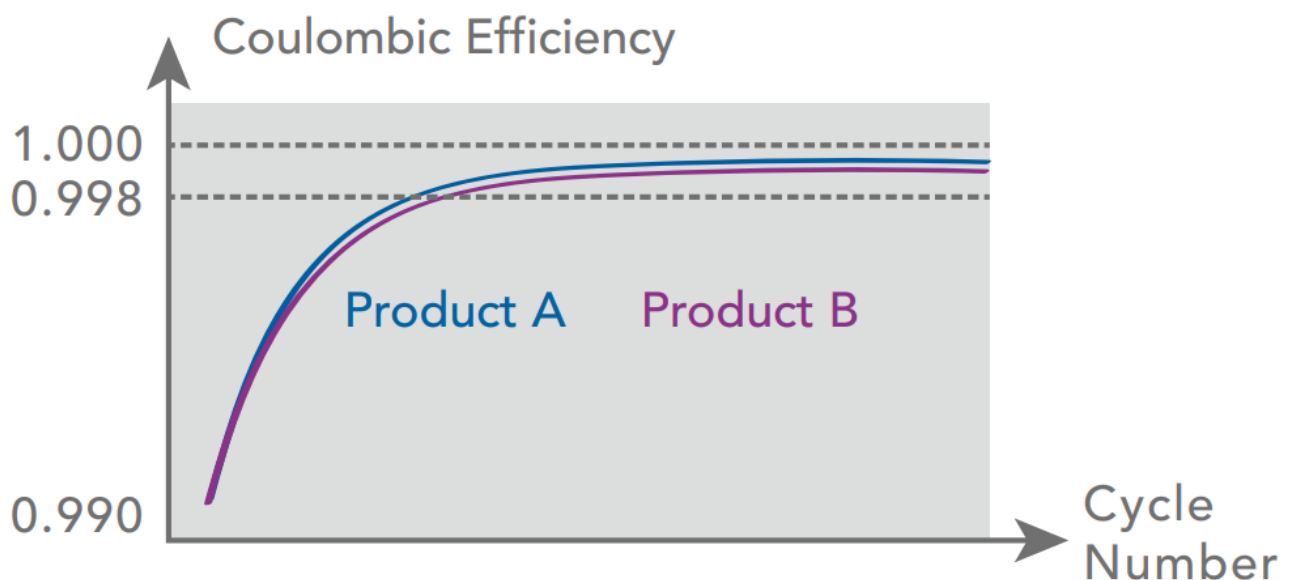 Coulombic Efficiency
1.000
0.998
Product A
Product B
0.990
Cycle
Number